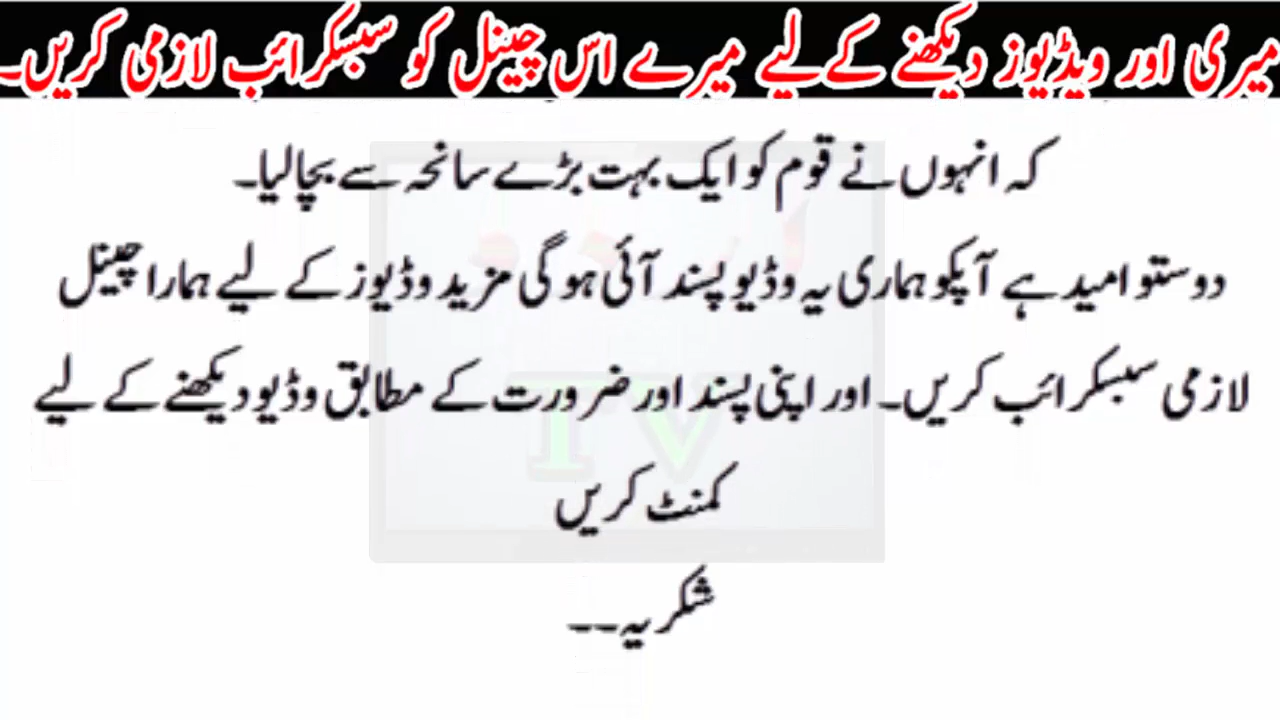 میری اور ویڈیوز دیکھنے کے لیے میرے اس چینل کو سبسکرائب لازمی کریں۔
کہ انہوں نے قوم کو ایک بہت بڑے سانحہ سے بچا لیا۔
دوستو امید ہے آپکو ہماری یہ وڈیو پسند آئی ہو گی مزید وڈیوز کے لیے ہمارا چینل
لازمی سبسکرائب کریں۔ اور اپنی پسند اور ضرورت کے مطابق وڈیو دیکھنے کے لیے
کمنٹ کریں
شکریہ۔۔۔
TV